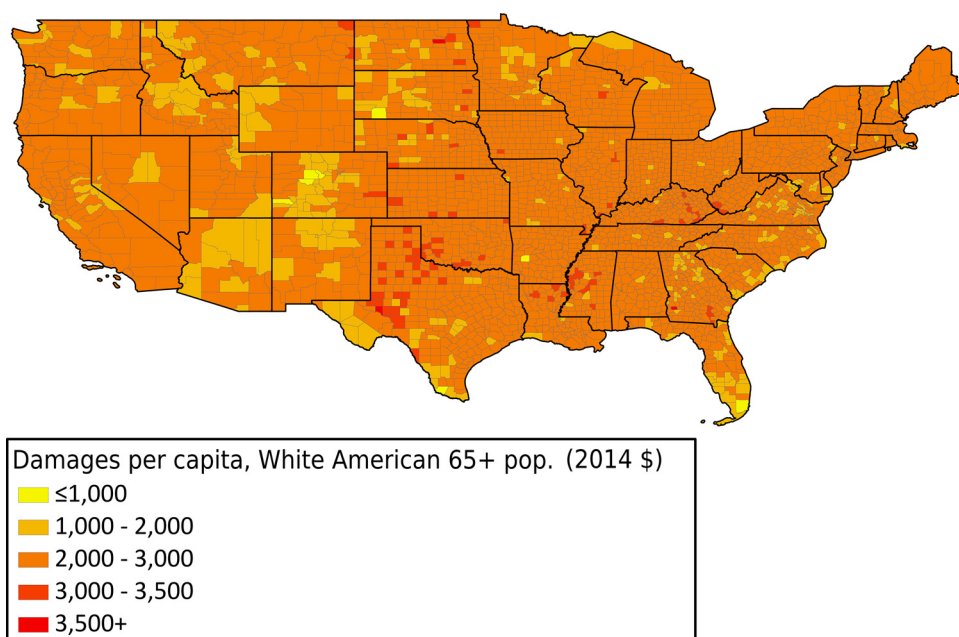 Damages per capita, White American 65+ pop. (2014 $)
≤1,000
1,000 - 2,000
2,000 - 3,000
3,000 - 3,500
3,500+